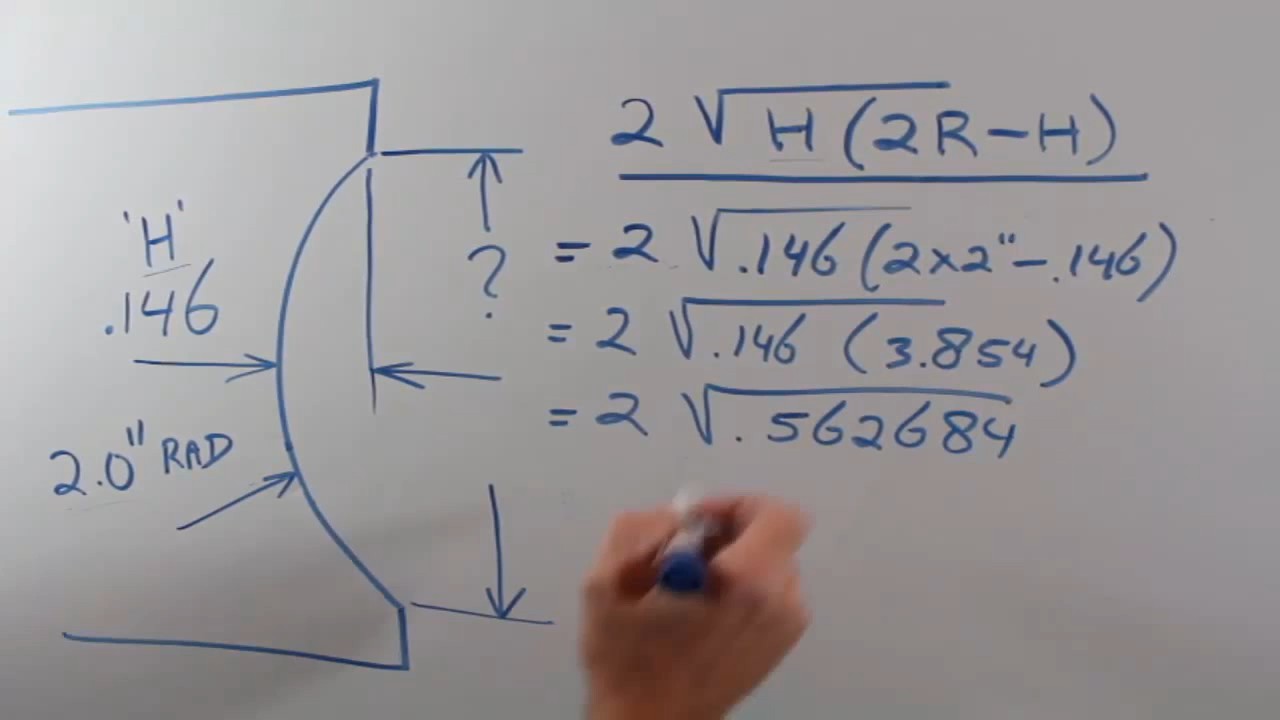 'H'
.146
2.0" RAD
?
2 √H (2R-H)
= 2 √.146 (2x2"-.146)
= 2 √.146 (3.854)
= 2 √.562684